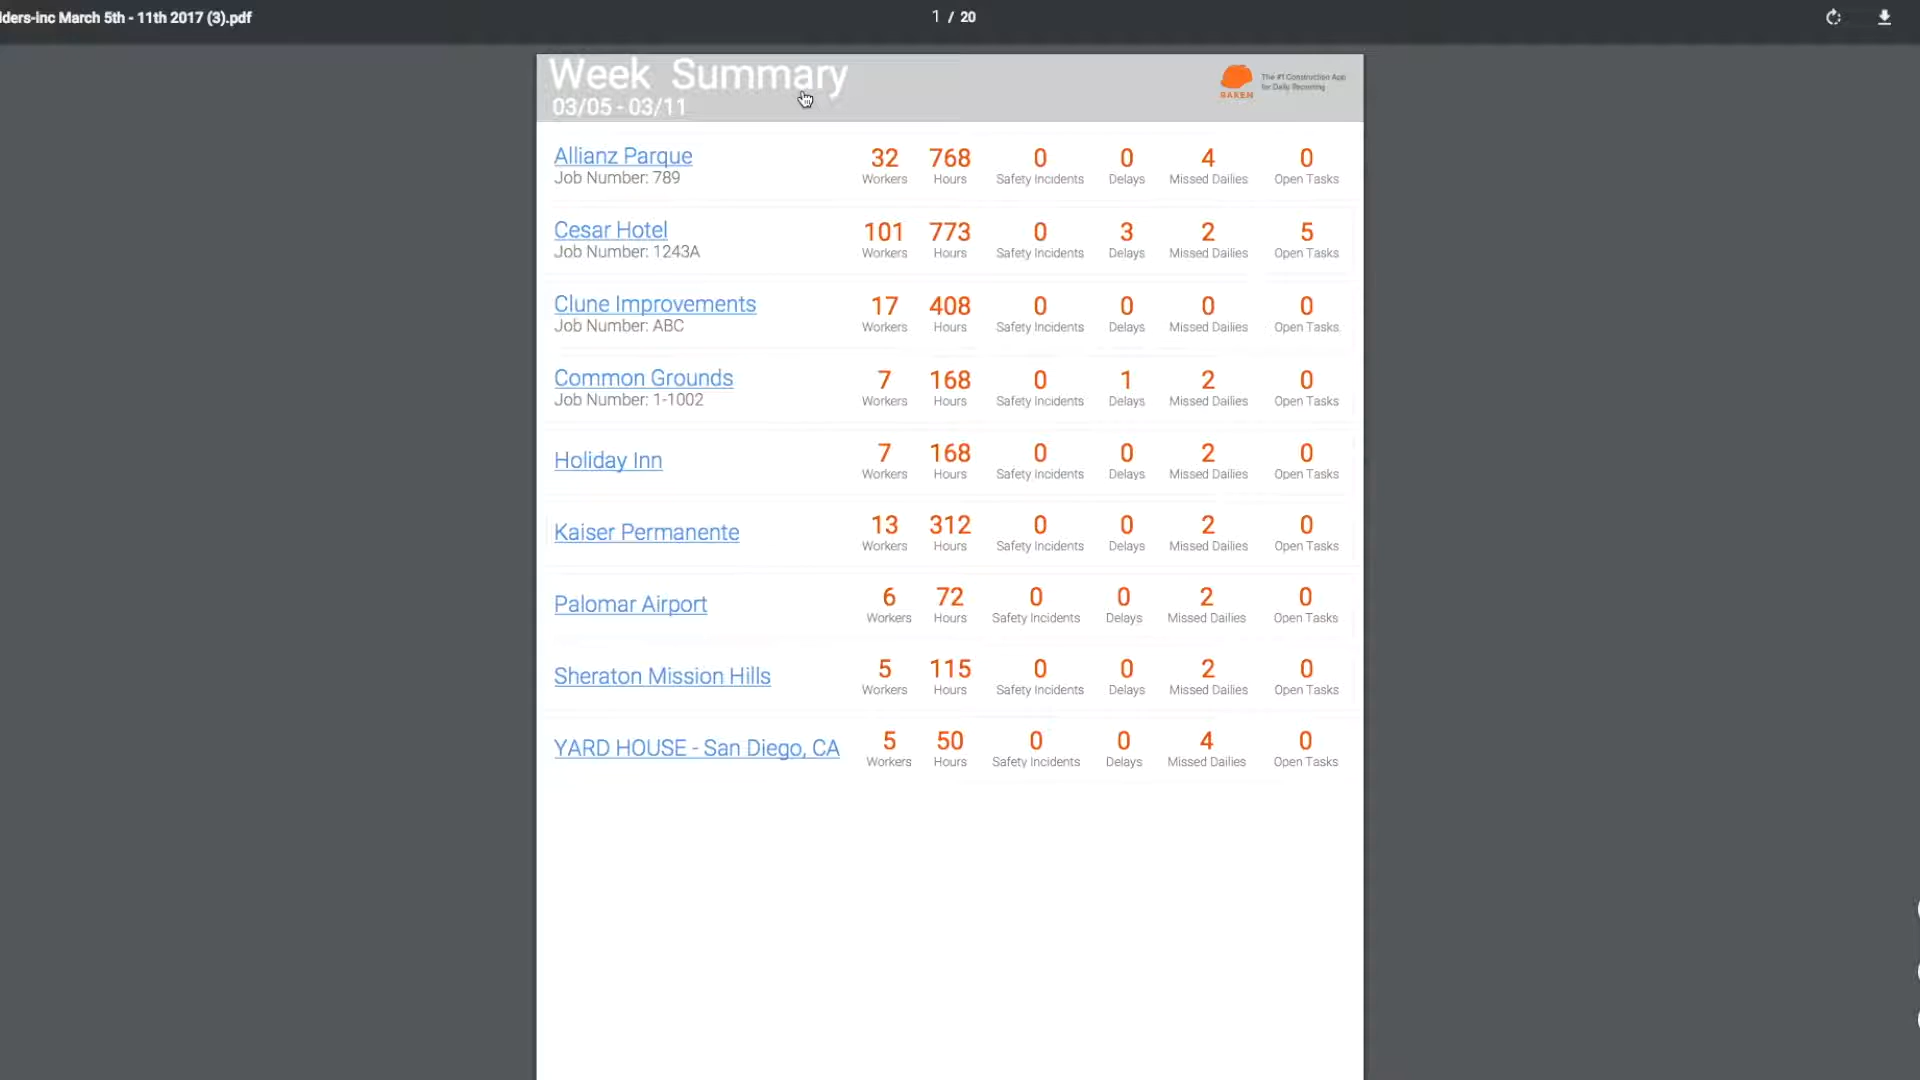 lders-inc March 5th - 11th 2017 (3).pdf
1 / 20
Week Summary
03/05 - 03/11
RAKEN
The #1 Construction App
for Daily Reporting
Allianz Parque
Job Number: 789
32 768 0 0 4 0
Workers Hours Safety Incidents Delays Missed Dailies Open Tasks
Cesar Hotel
Job Number: 1243A
101 773 0 3 2 5
Workers Hours Safety Incidents Delays Missed Dailies Open Tasks
Clune Improvements
Job Number: ABC
17 408 0 0 0 0
Workers Hours Safety Incidents Delays Missed Dailies Open Tasks
Common Grounds
Job Number: 1-1002
7 168 0 1 2 0
Workers Hours Safety Incidents Delays Missed Dailies Open Tasks
Holiday Inn
7 168 0 0 2 0
Workers Hours Safety Incidents Delays Missed Dailies Open Tasks
Kaiser Permanente
13 312 0 0 2 0
Workers Hours Safety Incidents Delays Missed Dailies Open Tasks
Palomar Airport
6 72 0 0 2 0
Workers Hours Safety Incidents Delays Missed Dailies Open Tasks
Sheraton Mission Hills
5 115 0 0 2 0
Workers Hours Safety Incidents Delays Missed Dailies Open Tasks
YARD HOUSE - San Diego, CA
5 50 0 0 4 0
Workers Hours Safety Incidents Delays Missed Dailies Open Tasks